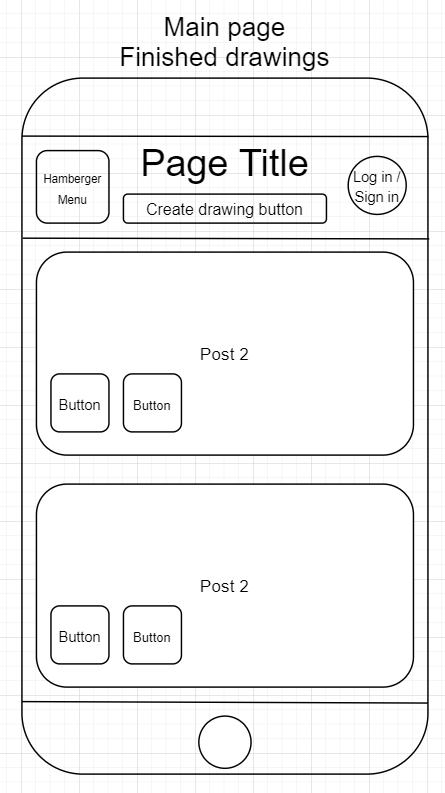 Main page
Finished drawings
Page Title
Hamberger
Menu
Create drawing button
Log in /
Sign in
Post 2
Button
Button
Post 2
Button
Button